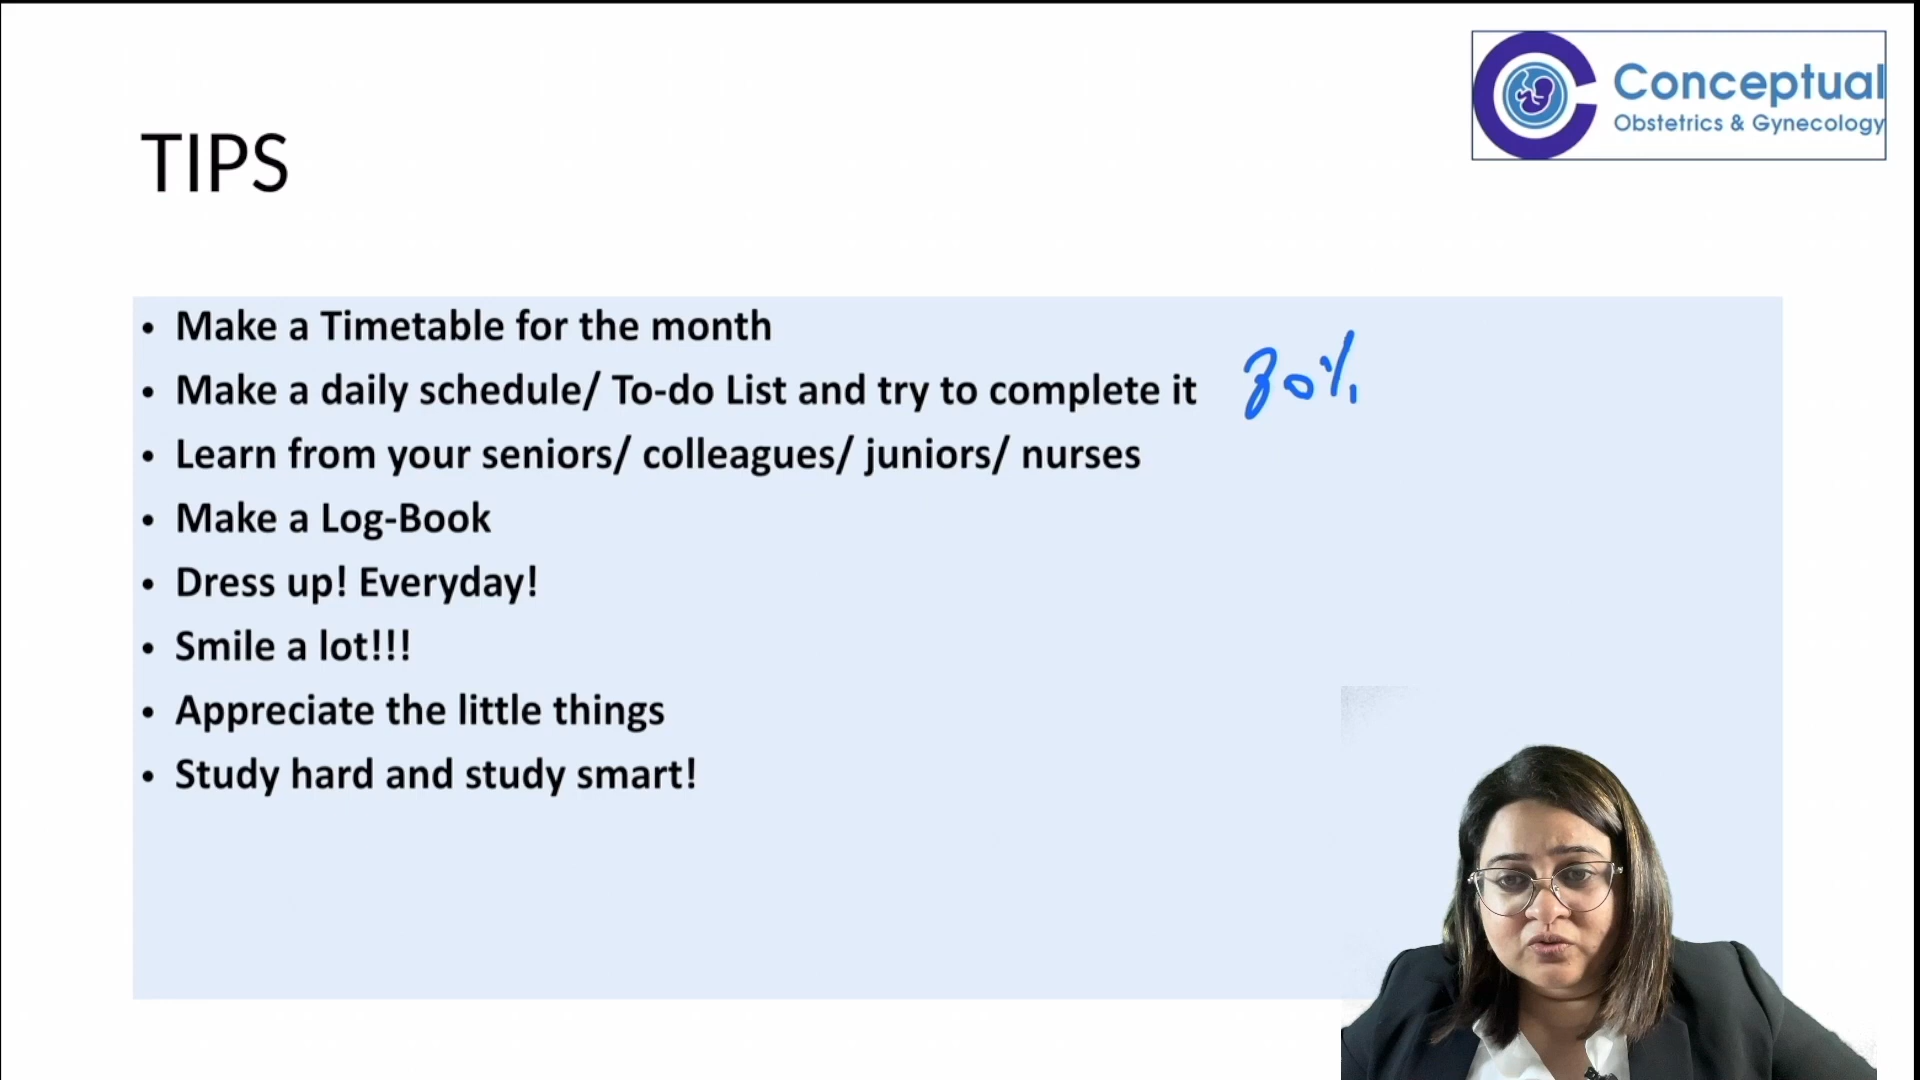 Conceptual
Obstetrics & Gynecology
TIPS
• Make a Timetable for the month
• Make a daily schedule/ To-do List and try to complete it 80%
• Learn from your seniors/ colleagues/ juniors/ nurses
• Make a Log-Book
• Dress up! Everyday!
• Smile a lot!!!
• Appreciate the little things
• Study hard and study smart!